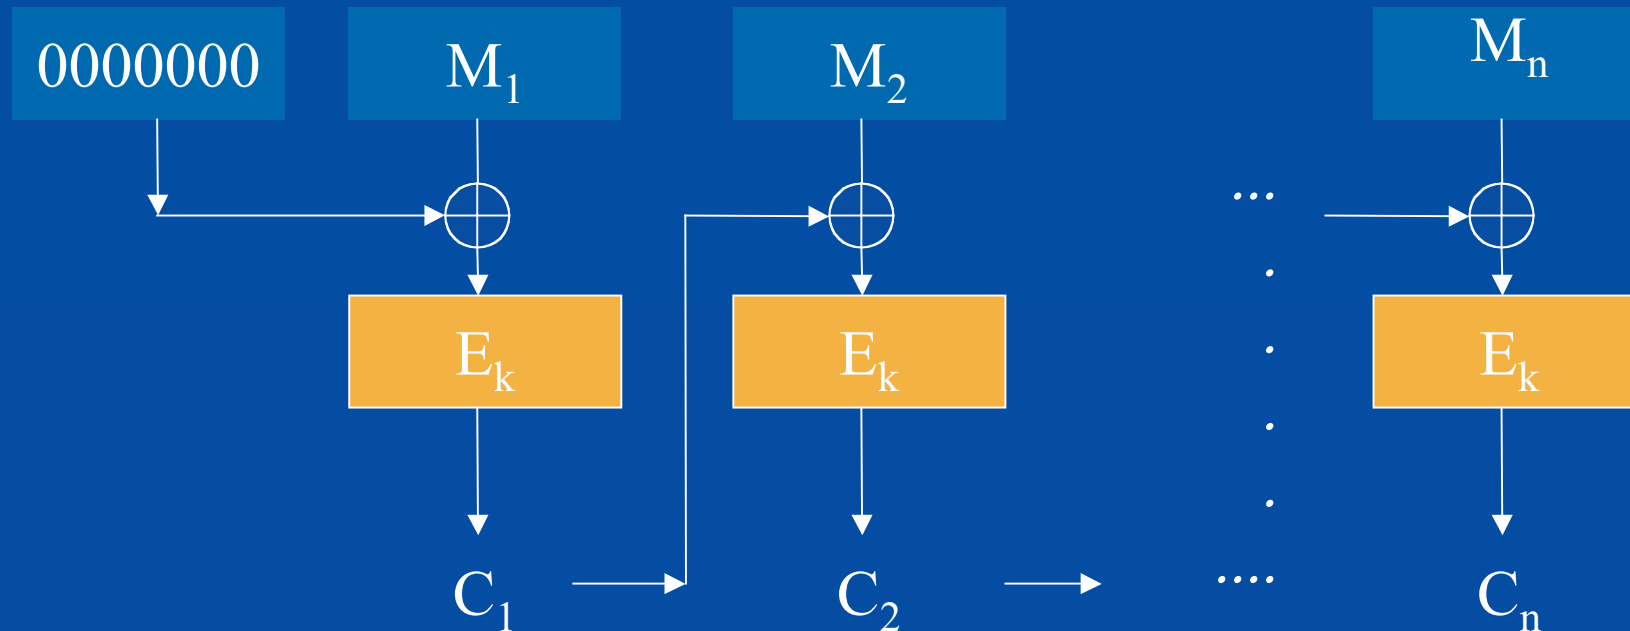 0000000 M₁ M₂ Mₙ
...
Eₖ Eₖ Eₖ
C₁ C₂ .... Cₙ